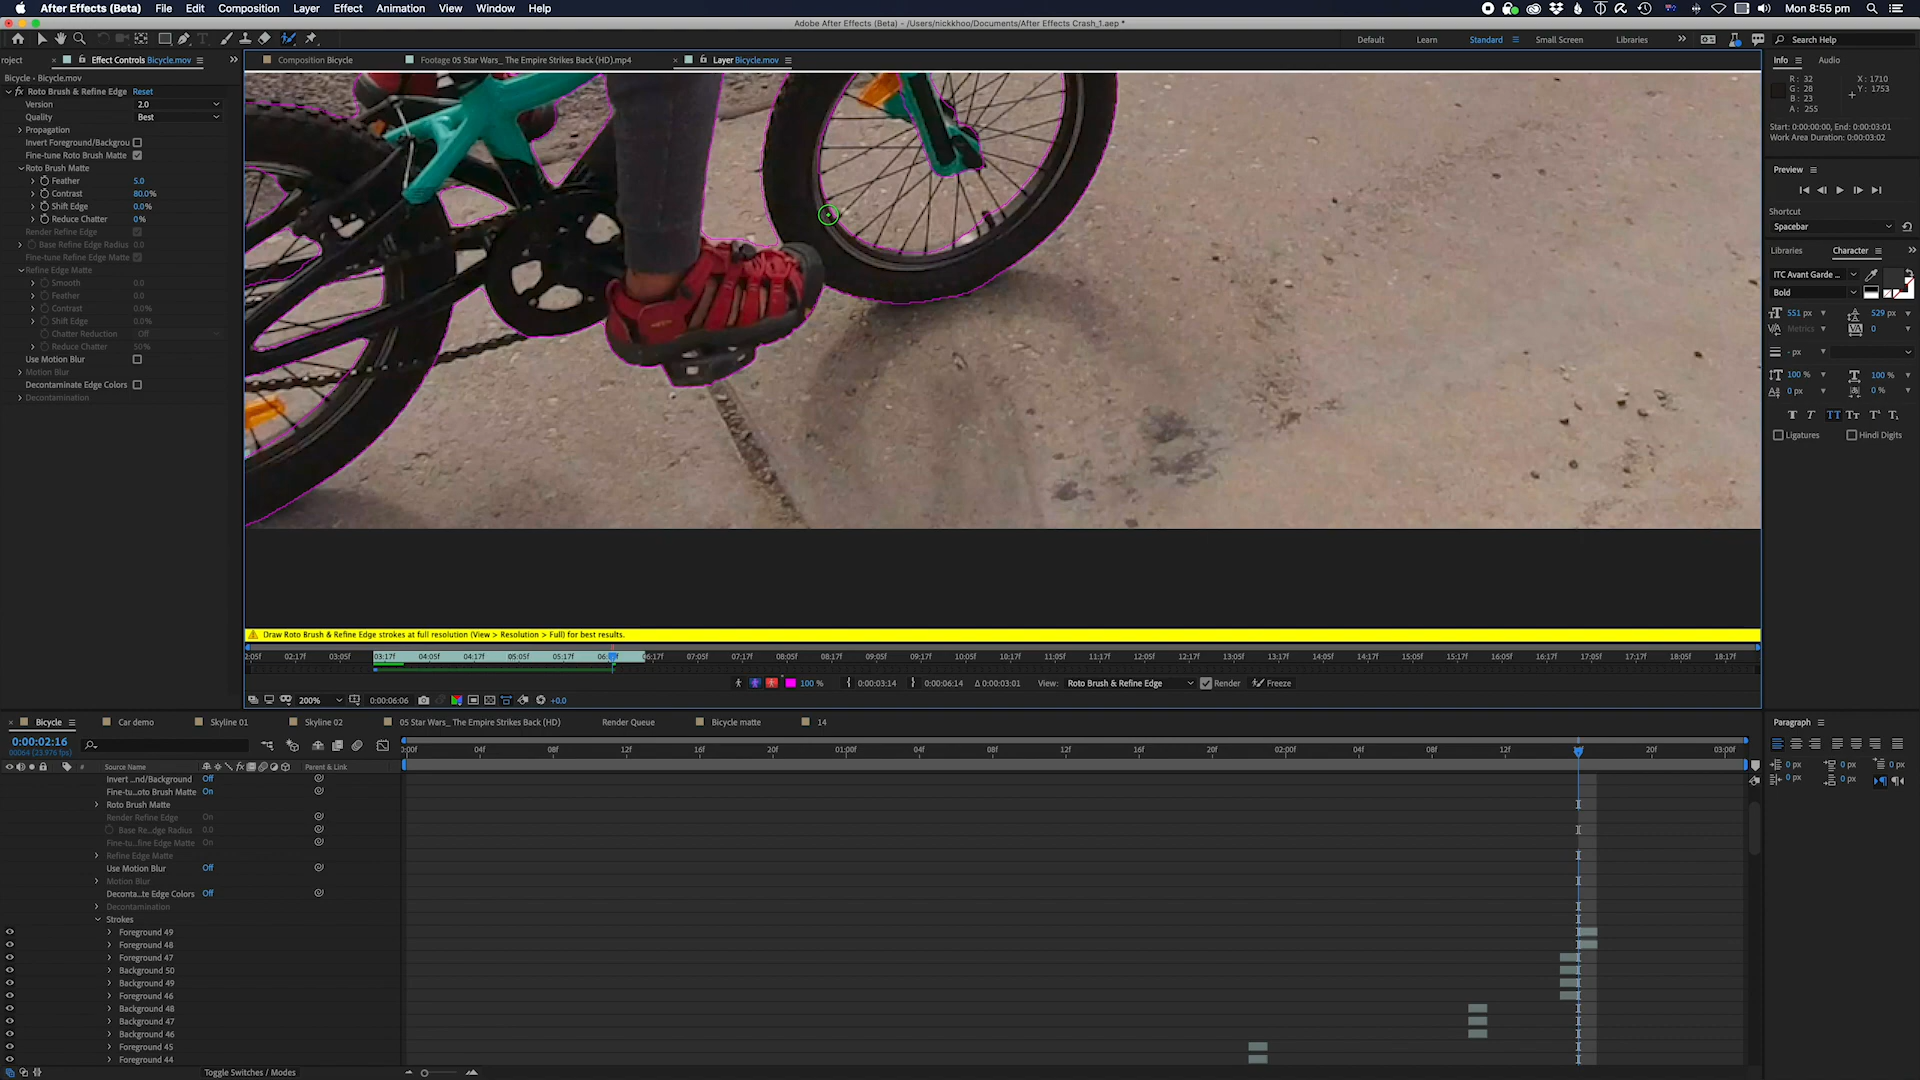 After Effects (Beta) File Edit Composition Layer Effect Animation View Window Help
Mon 8:55 pm
Adobe After Effects (Beta) - /Users/nickkhoo/Documents/After Effects Crash_1.aep *
Default Learn Standard Small Screen Libraries Search Help
roject Effect Controls Bicycle.mov
Bicycle • Bicycle.mov
fx Roto Brush & Refine Edge Reset
Version 2.0
Quality Best
Propagation
Invert Foreground/Backgrou
Fine-tune Roto Brush Matte
Roto Brush Matte
Feather 5.0
Contrast 80.0%
Shift Edge 0.0%
Reduce Chatter 0%
Render Refine Edge
Base Refine Edge Radius 0.0
Fine-tune Refine Edge Matte
Refine Edge Matte
Smooth 0.0
Feather 0.0
Contrast 0.0%
Shift Edge 0.0%
Chatter Reduction Off
Reduce Chatter 50%
Use Motion Blur
Motion Blur
Decontaminate Edge Colors
Decontamination
Composition Bicycle Footage 05 Star Wars_ The Empire Strikes Back (HD).mp4 Layer Bicycle.mov
Draw Roto Brush & Refine Edge strokes at full resolution (View > Resolution > Full) for best results.
2:05f 02:17f 03:05f 03:17f 04:05f 04:17f 05:05f 05:17f 06:17f 07:05f 07:17f 08:05f 08:17f 09:05f 09:17f 10:05f 10:17f 11:05f 11:17f 12:05f 12:17f 13:05f 13:17f 14:05f 14:17f 15:05f 15:17f 16:05f 16:17f 17:05f 17:17f 18:05f 18:17f
100 % 0:00:03:14 0:00:06:14 Δ 0:00:03:01 View: Roto Brush & Refine Edge Render Freeze
200% 0:00:06:06 +0.0
Info Audio
R: 32 X: 1710
G: 28 Y: 1753
B: 23
A: 255
Start: 0:00:00:00, End: 0:00:03:01
Work Area Duration: 0:00:03:02
Preview
Shortcut
Spacebar
Libraries Character
ITC Avant Garde ...
Bold
551 px 529 px
Metrics 0
- px
100 % 100 %
0 px 0 %
T T TT Tт T¹ T₁
Ligatures Hindi Digits
Bicycle Car demo Skyline 01 Skyline 02 05 Star Wars_ The Empire Strikes Back (HD) Render Queue Bicycle matte 14
0:00:02:16
00064 (23.976 fps)
# Source Name Parent & Link
0:00f 04f 08f 12f 16f 20f 01:00f 04f 08f 12f 16f 20f 02:00f 04f 08f 12f 20f 03:00f
Invert ...nd/Background Off
Fine-tu...oto Brush Matte On
Roto Brush Matte
Render Refine Edge On
Base Re...dge Radius 0.0
Fine-tu...fine Edge Matte On
Refine Edge Matte
Use Motion Blur Off
Motion Blur
Deconta...te Edge Colors Off
Decontamination
Strokes
Foreground 49
Foreground 48
Foreground 47
Background 50
Background 49
Foreground 46
Background 48
Background 47
Background 46
Foreground 45
Foreground 44
Toggle Switches / Modes
Paragraph
0 px 0 px 0 px
0 px 0 px